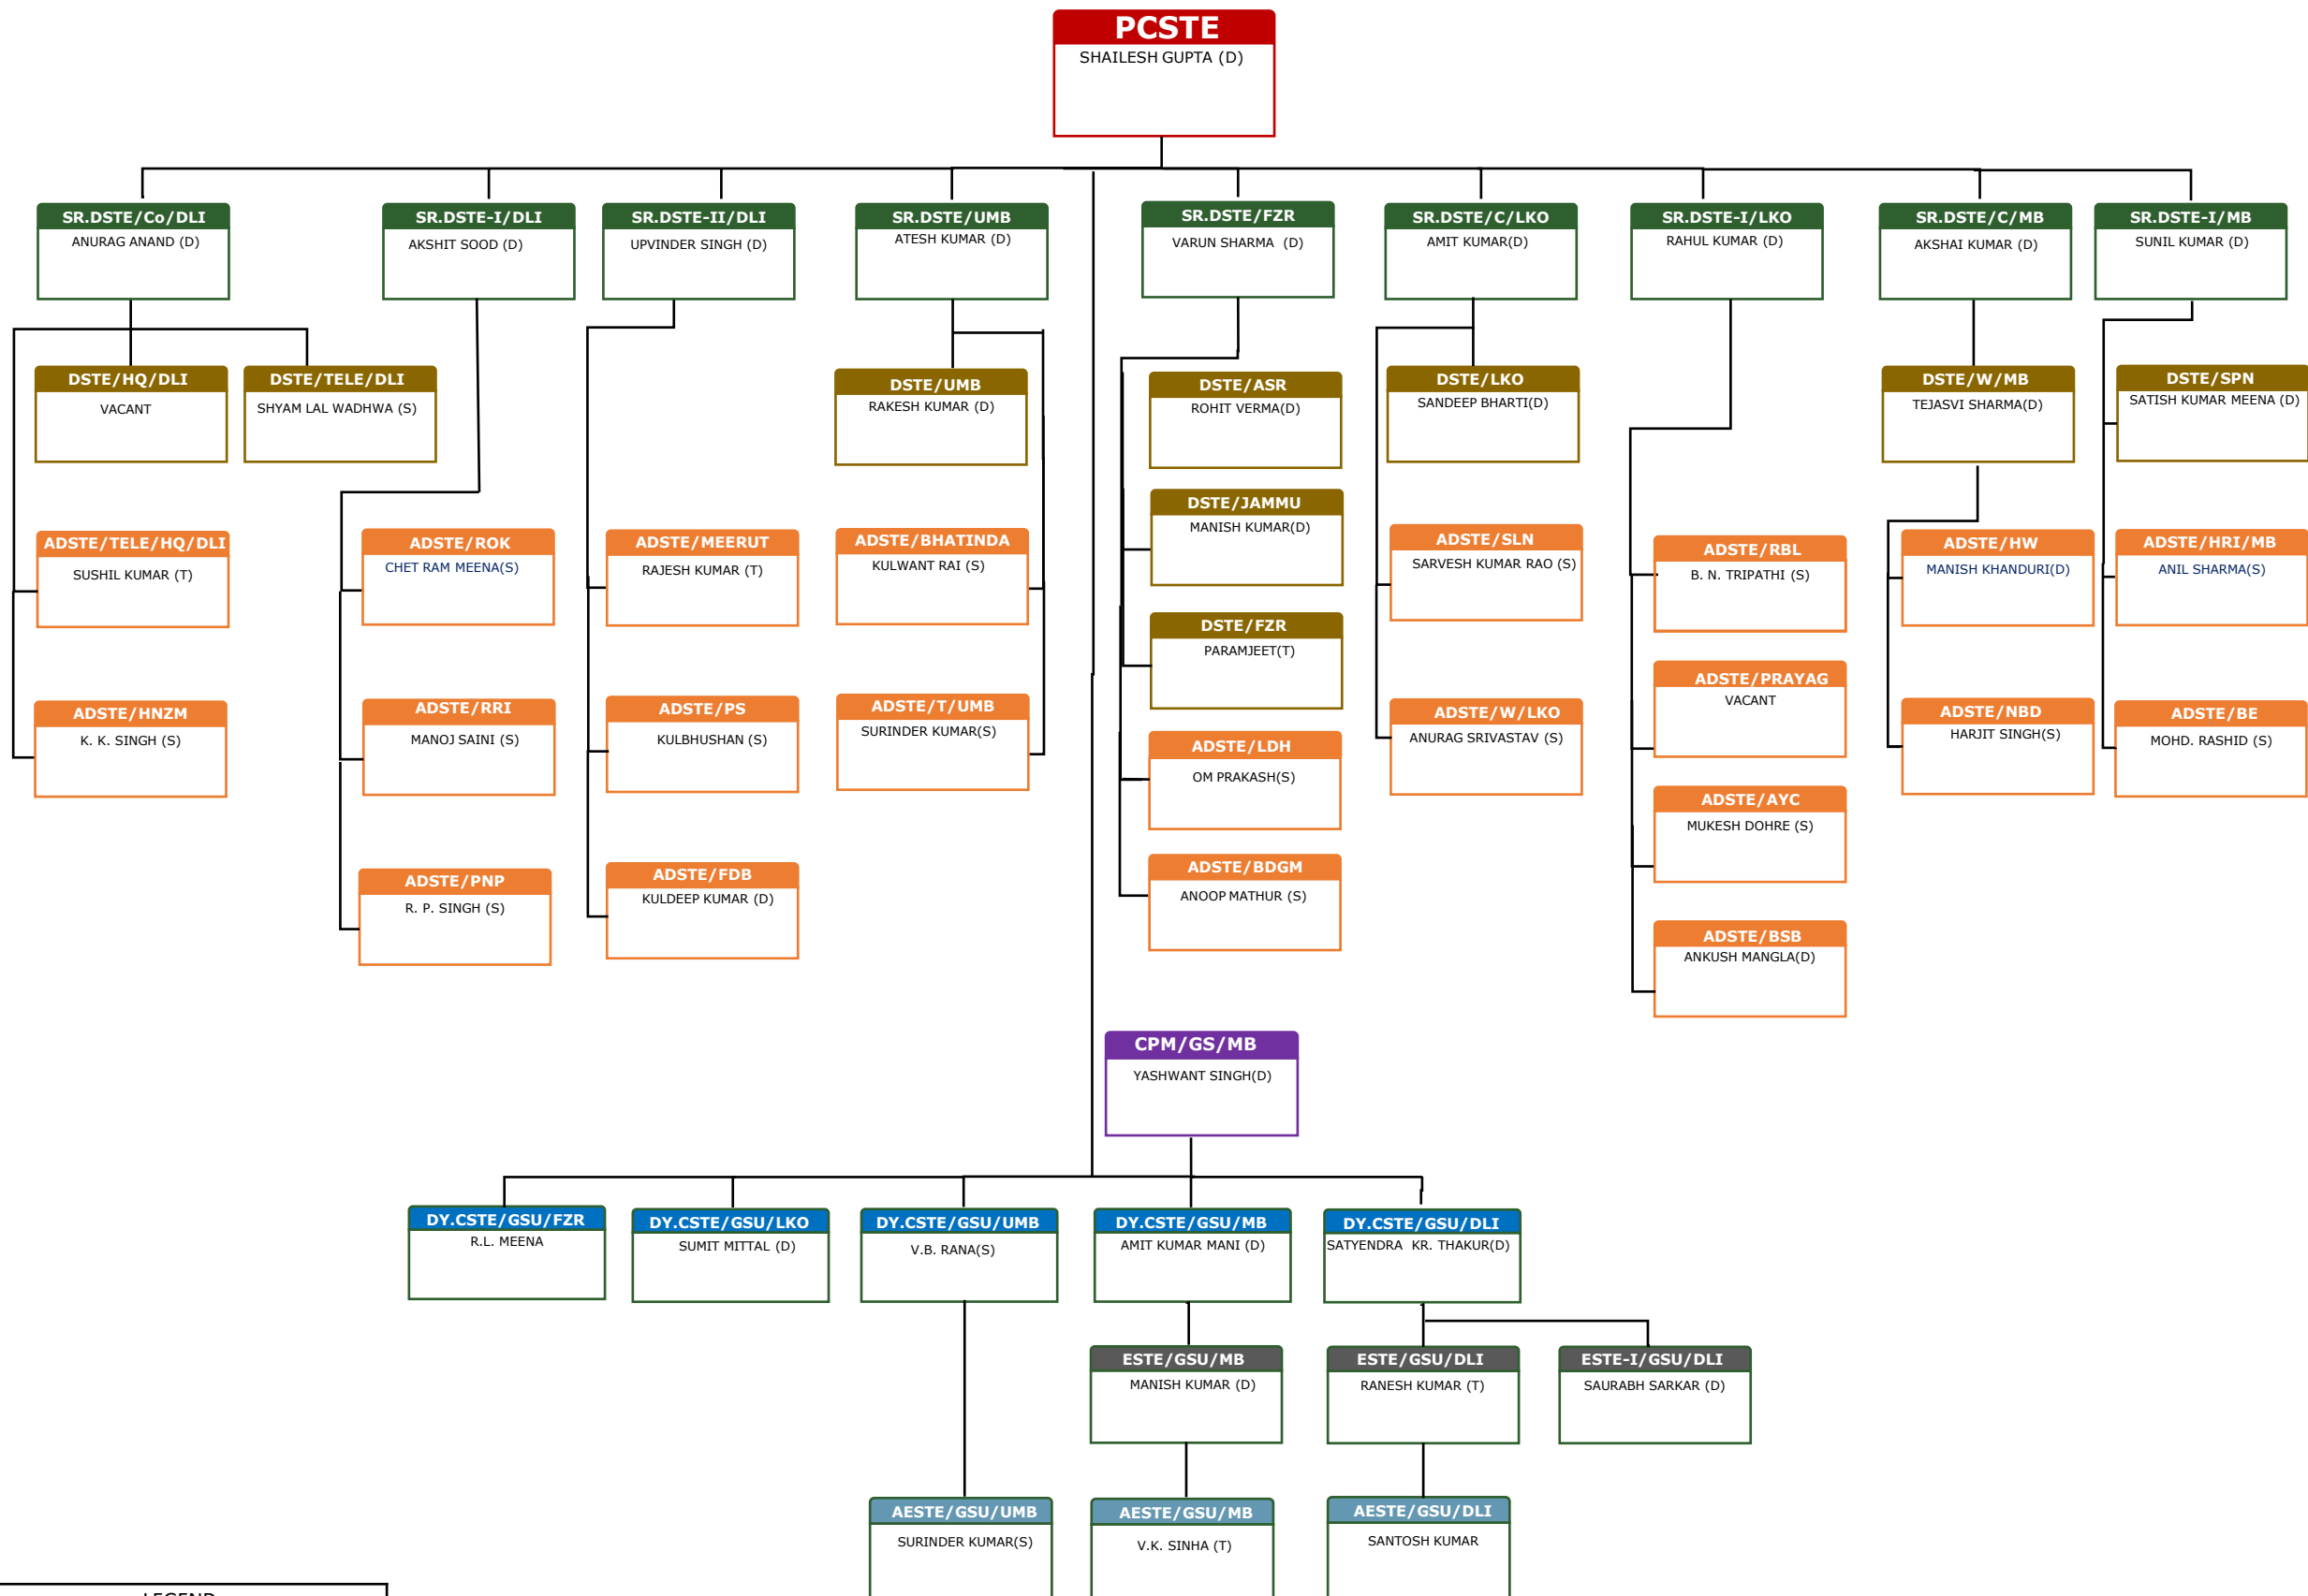 PCSTE
SHAILESH GUPTA (D)
SR.DSTE/Co/DLI
ANURAG ANAND (D)
SR.DSTE-I/DLI
AKSHIT SOOD (D)
SR.DSTE-II/DLI
UPVINDER SINGH (D)
SR.DSTE/UMB
ATESH KUMAR (D)
SR.DSTE/FZR
VARUN SHARMA  (D)
SR.DSTE/C/LKO
AMIT KUMAR(D)
SR.DSTE-I/LKO
RAHUL KUMAR (D)
SR.DSTE/C/MB
AKSHAI KUMAR (D)
SR.DSTE-I/MB
SUNIL KUMAR (D)
DSTE/HQ/DLI
VACANT
DSTE/TELE/DLI
SHYAM LAL WADHWA (S)
DSTE/UMB
RAKESH KUMAR (D)
DSTE/ASR
ROHIT VERMA(D)
DSTE/LKO
SANDEEP BHARTI(D)
DSTE/W/MB
TEJASVI SHARMA(D)
DSTE/SPN
SATISH KUMAR MEENA (D)
DSTE/JAMMU
MANISH KUMAR(D)
ADSTE/TELE/HQ/DLI
SUSHIL KUMAR (T)
ADSTE/ROK
CHET RAM MEENA(S)
ADSTE/MEERUT
RAJESH KUMAR (T)
ADSTE/BHATINDA
KULWANT RAI (S)
ADSTE/SLN
SARVESH KUMAR RAO (S)
ADSTE/RBL
B. N. TRIPATHI (S)
ADSTE/HW
MANISH KHANDURI(D)
ADSTE/HRI/MB
ANIL SHARMA(S)
DSTE/FZR
PARAMJEET(T)
ADSTE/HNZM
K. K. SINGH (S)
ADSTE/RRI
MANOJ SAINI (S)
ADSTE/PS
KULBHUSHAN (S)
ADSTE/T/UMB
SURINDER KUMAR(S)
ADSTE/LDH
OM PRAKASH(S)
ADSTE/W/LKO
ANURAG SRIVASTAV (S)
ADSTE/PRAYAG
VACANT
ADSTE/NBD
HARJIT SINGH(S)
ADSTE/BE
MOHD. RASHID (S)
ADSTE/AYC
MUKESH DOHRE (S)
ADSTE/PNP
R. P. SINGH (S)
ADSTE/FDB
KULDEEP KUMAR (D)
ADSTE/BDGM
ANOOP MATHUR (S)
ADSTE/BSB
ANKUSH MANGLA(D)
CPM/GS/MB
YASHWANT SINGH(D)
DY.CSTE/GSU/FZR
R.L. MEENA
DY.CSTE/GSU/LKO
SUMIT MITTAL (D)
DY.CSTE/GSU/UMB
V.B. RANA(S)
DY.CSTE/GSU/MB
AMIT KUMAR MANI (D)
DY.CSTE/GSU/DLI
SATYENDRA  KR. THAKUR(D)
ESTE/GSU/MB
MANISH KUMAR (D)
ESTE/GSU/DLI
RANESH KUMAR (T)
ESTE-I/GSU/DLI
SAURABH SARKAR (D)
AESTE/GSU/UMB
SURINDER KUMAR(S)
AESTE/GSU/MB
V.K. SINHA (T)
AESTE/GSU/DLI
SANTOSH KUMAR
LEGEND